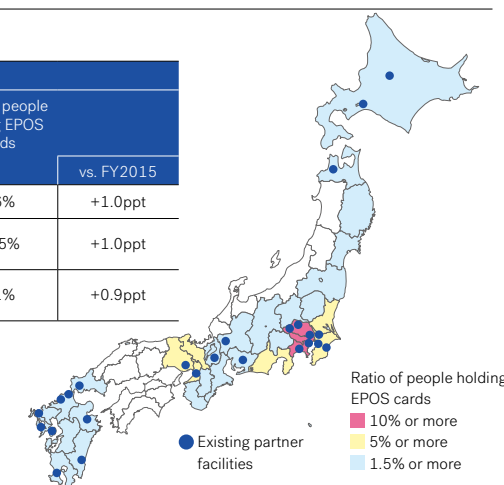 people
EPOS
ds
vs. FY2015
%
+1.0ppt
5%
+1.0ppt
%
+0.9ppt
Existing partner
facilities
Ratio of people holding
EPOS cards
10% or more
5% or more
1.5% or more